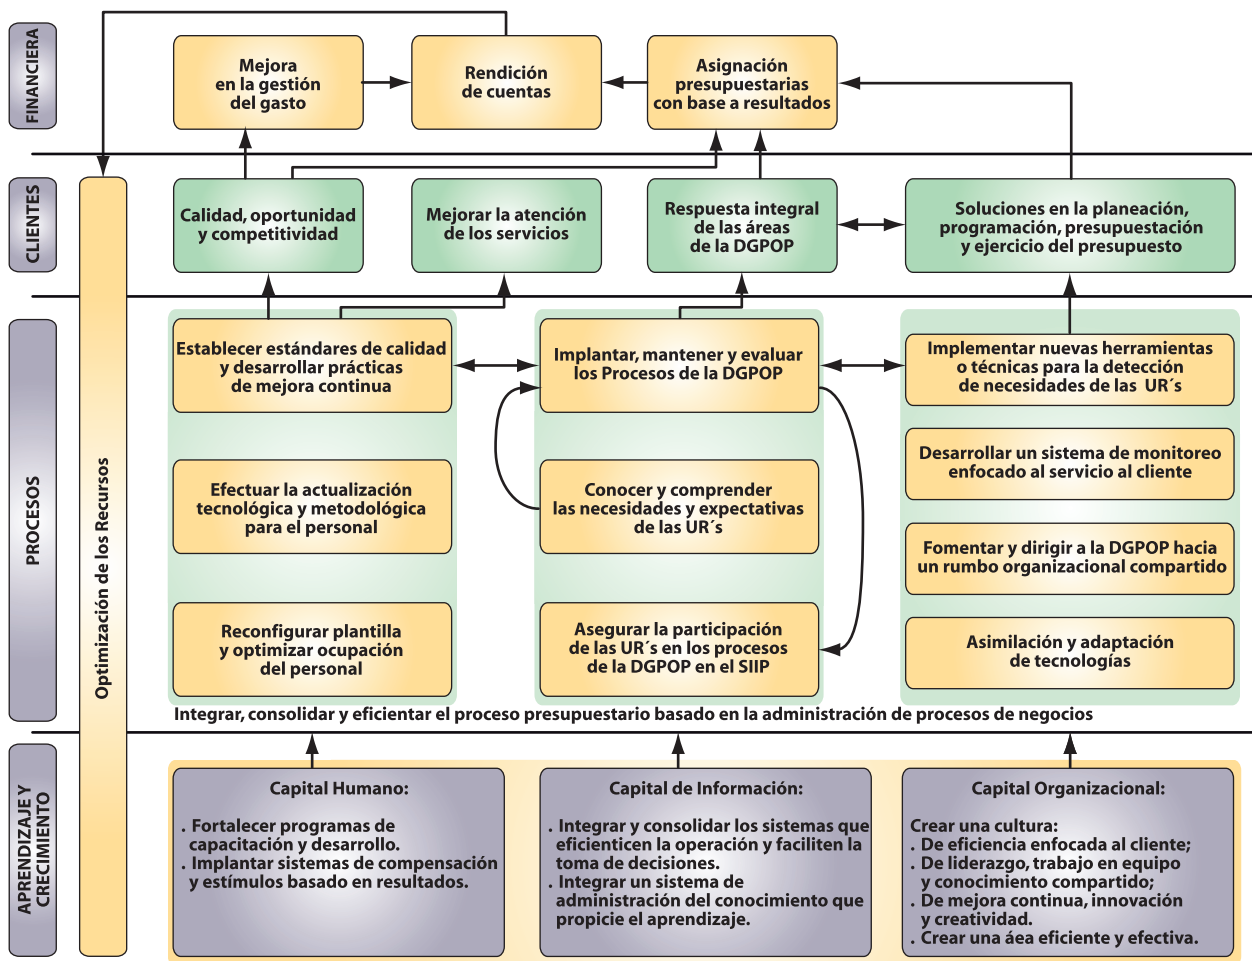 FINANCIERA
Mejora
en la gestión
del gasto
Rendición
de cuentas
Asignación
presupuestarias
con base a resultados
CLIENTES
Calidad, oportunidad
y competitividad
Mejorar la atención
de los servicios
Respuesta integral
de las áreas
de la DGPOP
Soluciones en la planeación,
programación, presupuestación
y ejercicio del presupuesto
Optimización de los Recursos
PROCESOS
Establecer estándares de calidad
y desarrollar prácticas
de mejora continua
Efectuar la actualización
tecnológica y metodológica
para el personal
Reconfigurar plantilla
y optimizar ocupación
del personal
Implantar, mantener y evaluar
los Procesos de la DGPOP
Conocer y comprender
las necesidades y expectativas
de las UR´s
Asegurar la participación
de las UR´s en los procesos
de la DGPOP en el SIIP
Implementar nuevas herramientas
o técnicas para la detección
de necesidades de las UR´s
Desarrollar un sistema de monitoreo
enfocado al servicio al cliente
Fomentar y dirigir a la DGPOP hacia
un rumbo organizacional compartido
Asimilación y adaptación
de tecnologías
Integrar, consolidar y eficientar el proceso presupuestario basado en la administración de procesos de negocios
APRENDIZAJE Y
CRECIMIENTO
Capital Humano:
. Fortalecer programas de
capacitación y desarrollo.
. Implantar sistemas de compensación
y estímulos basado en resultados.
Capital de Información:
. Integrar y consolidar los sistemas que
eficienticen la operación y faciliten la
toma de decisiones.
. Integrar un sistema de
administración del conocimiento que
propicie el aprendizaje.
Capital Organizacional:
Crear una cultura:
. De eficiencia enfocada al cliente;
. De liderazgo, trabajo en equipo
y conocimiento compartido;
. De mejora continua, innovación
y creatividad.
. Crear una áea eficiente y efectiva.